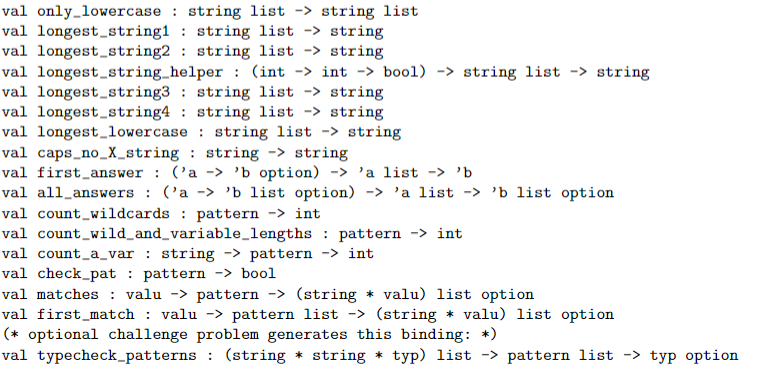 val only_lowercase : string list -> string list
val longest_string1 : string list -> string
val longest_string2 : string list -> string
val longest_string_helper : (int -> int -> bool) -> string list -> string
val longest_string3 : string list -> string
val longest_string4 : string list -> string
val longest_lowercase : string list -> string
val caps_no_X_string : string -> string
val first_answer : ('a -> 'b option) -> 'a list -> 'b
val all_answers : ('a -> 'b list option) -> 'a list -> 'b list option
val count_wildcards : pattern -> int
val count_wild_and_variable_lengths : pattern -> int
val count_a_var : string -> pattern -> int
val check_pat : pattern -> bool
val matches : valu -> pattern -> (string * valu) list option
val first_match : valu -> pattern list -> (string * valu) list option
(* optional challenge problem generates this binding: *)
val typecheck_patterns : (string * string * typ) list -> pattern list -> typ option